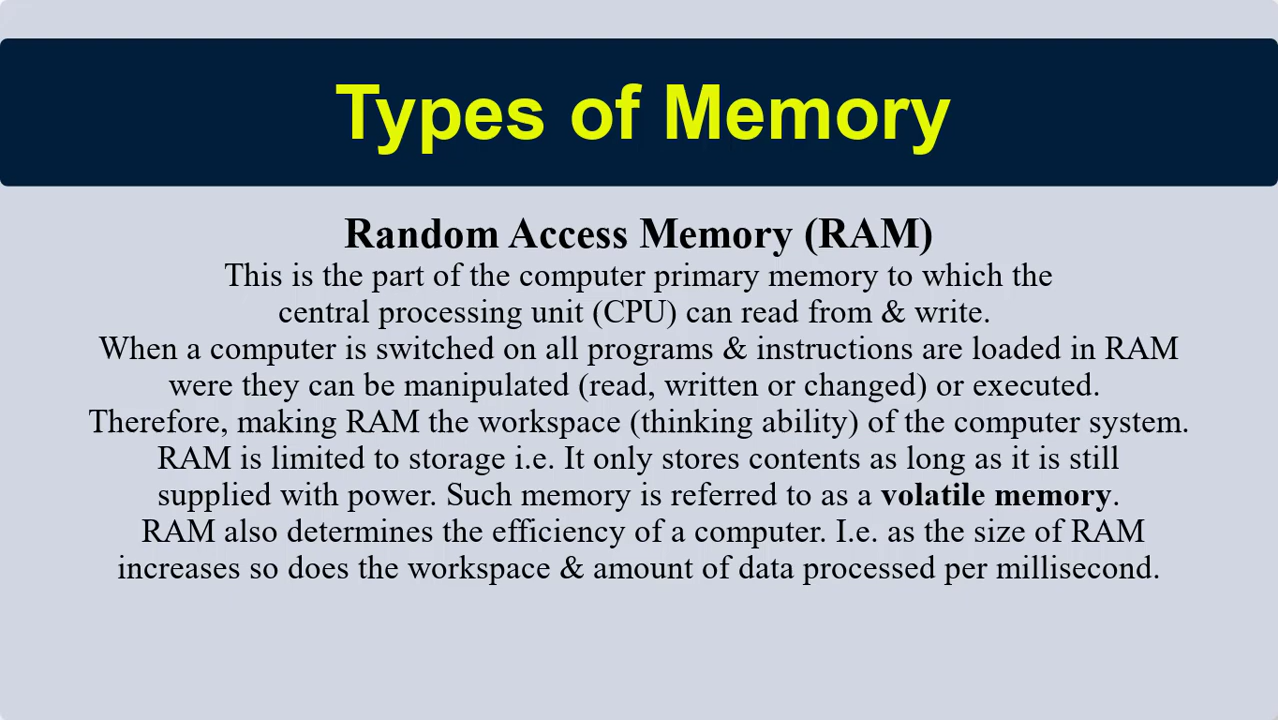 Types of Memory
Random Access Memory (RAM)
This is the part of the computer primary memory to which the
central processing unit (CPU) can read from & write.
When a computer is switched on all programs & instructions are loaded in RAM
were they can be manipulated (read, written or changed) or executed.
Therefore, making RAM the workspace (thinking ability) of the computer system.
RAM is limited to storage i.e. It only stores contents as long as it is still
supplied with power. Such memory is referred to as a volatile memory.
RAM also determines the efficiency of a computer. I.e. as the size of RAM
increases so does the workspace & amount of data processed per millisecond.